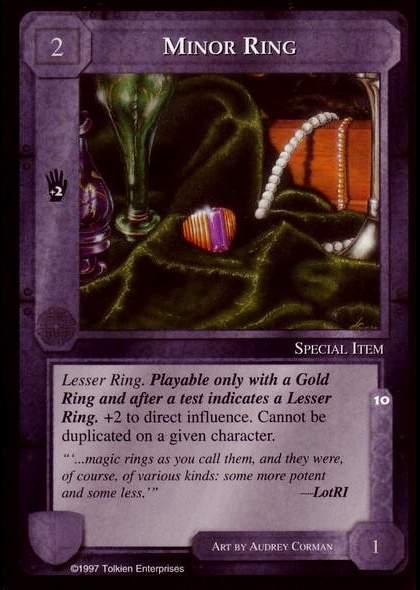 2
MINOR RING
+2
SPECIAL ITEM
Lesser Ring. Playable only with a Gold
Ring and after a test indicates a Lesser
Ring. +2 to direct influence. Cannot be
duplicated on a given character.
10
“‘...magic rings as you call them, and they were,
of course, of various kinds: some more potent
and some less.’” —LotRI
ART BY AUDREY CORMAN
1
©1997 Tolkien Enterprises